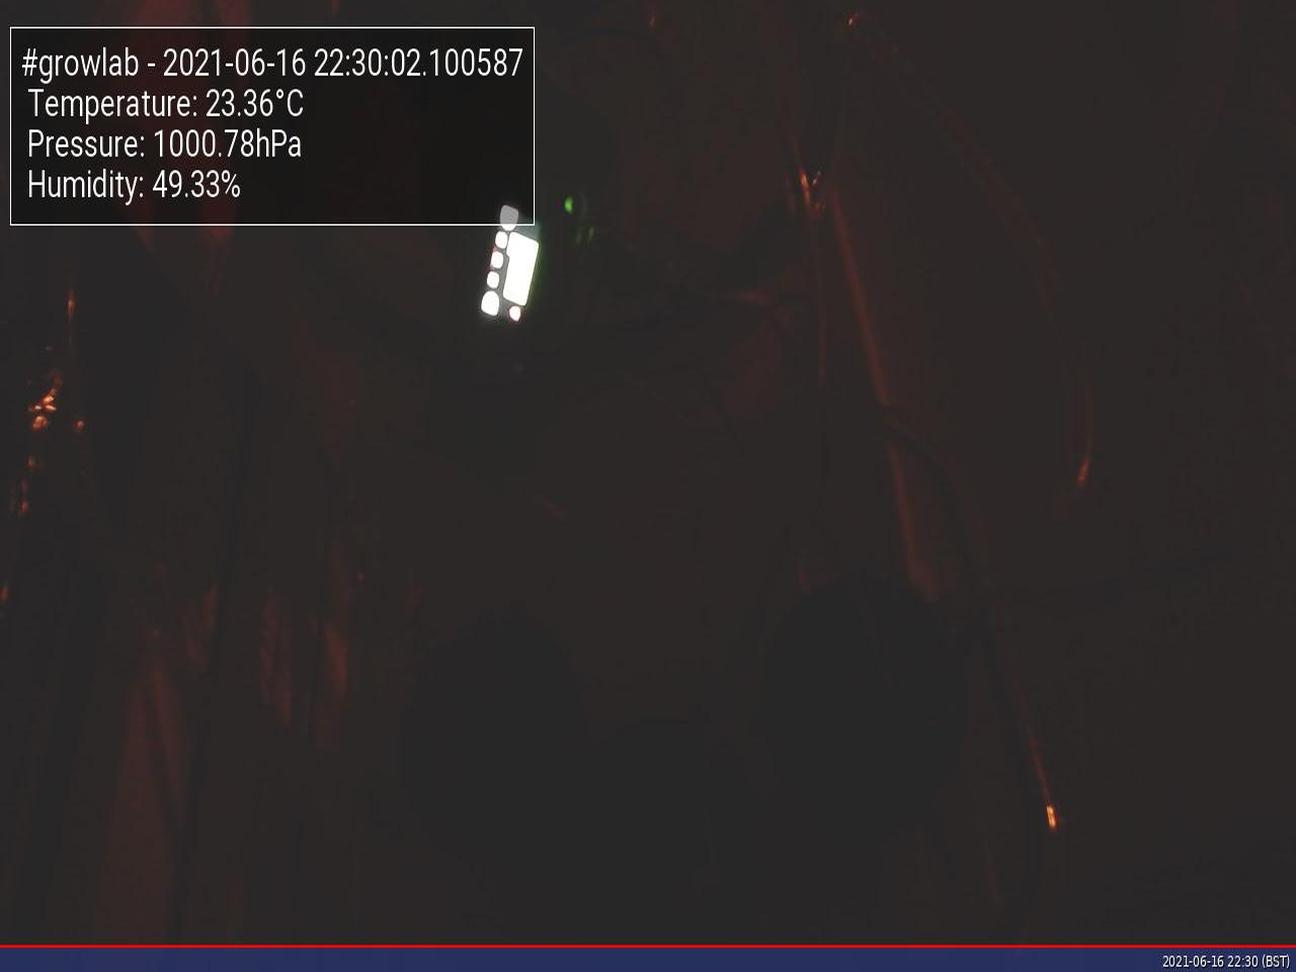 #growlab - 2021-06-16 22:30:02.100587
Temperature: 23.36°C
Pressure: 1000.78hPa
Humidity: 49.33%
2021-06-16 22:30 (BST)